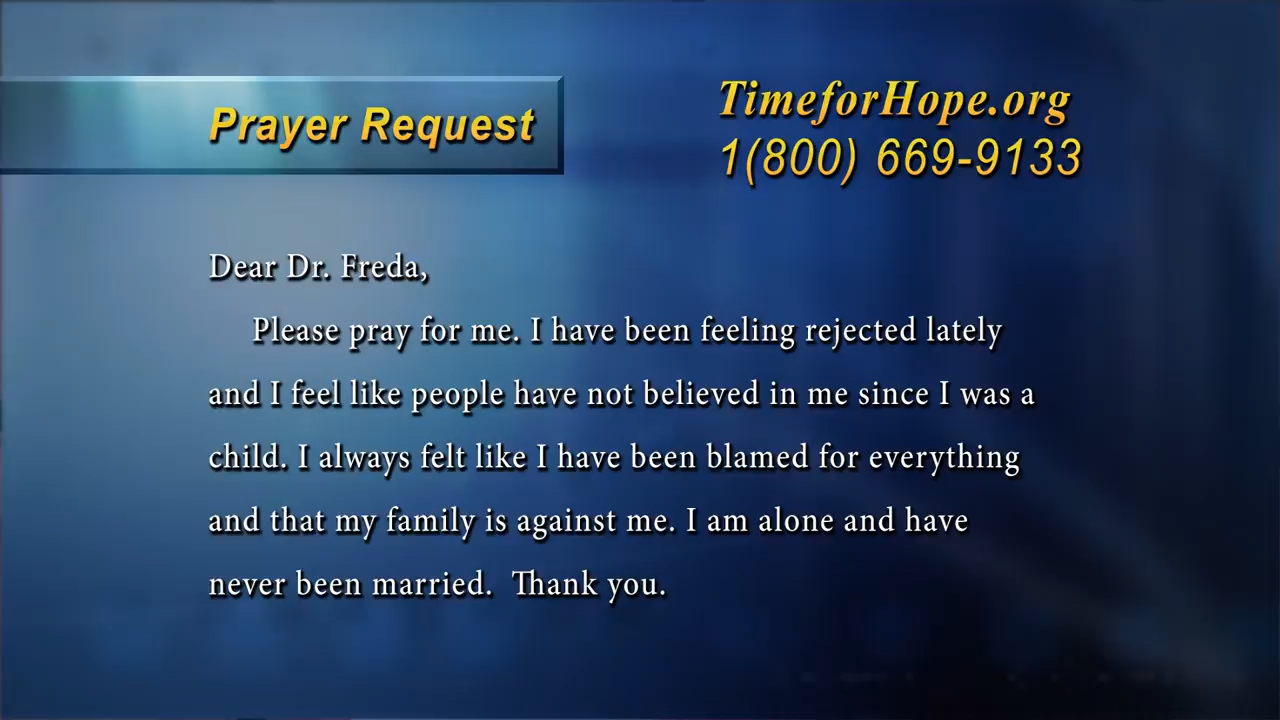 Prayer Request
TimeforHope.org
1(800) 669-9133
Dear Dr. Freda,
Please pray for me. I have been feeling rejected lately
and I feel like people have not believed in me since I was a
child. I always felt like I have been blamed for everything
and that my family is against me. I am alone and have
never been married.  Thank you.